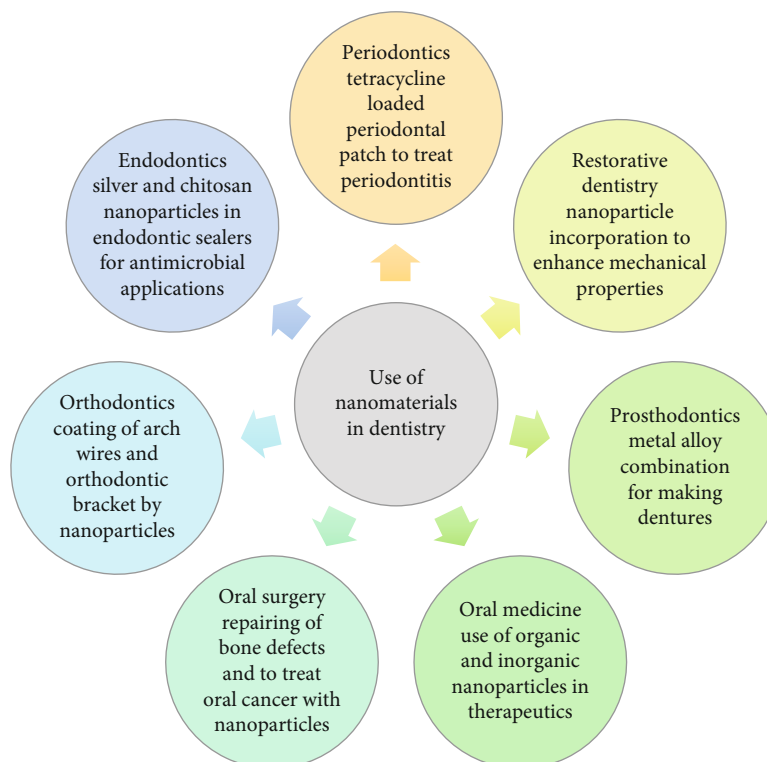 Periodontics
tetracycline
loaded
periodontal
patch to treat
periodontitis
Restorative
dentistry
nanoparticle
incorporation to
enhance mechanical
properties
Prosthodontics
metal alloy
combination
for making
dentures
Oral medicine
use of organic
and inorganic
nanoparticles in
therapeutics
Oral surgery
repairing of
bone defects
and to treat
oral cancer with
nanoparticles
Orthodontics
coating of arch
wires and
orthodontic
bracket by
nanoparticles
Endodontics
silver and chitosan
nanoparticles in
endodontic sealers
for antimicrobial
applications
Use of
nanomaterials
in dentistry